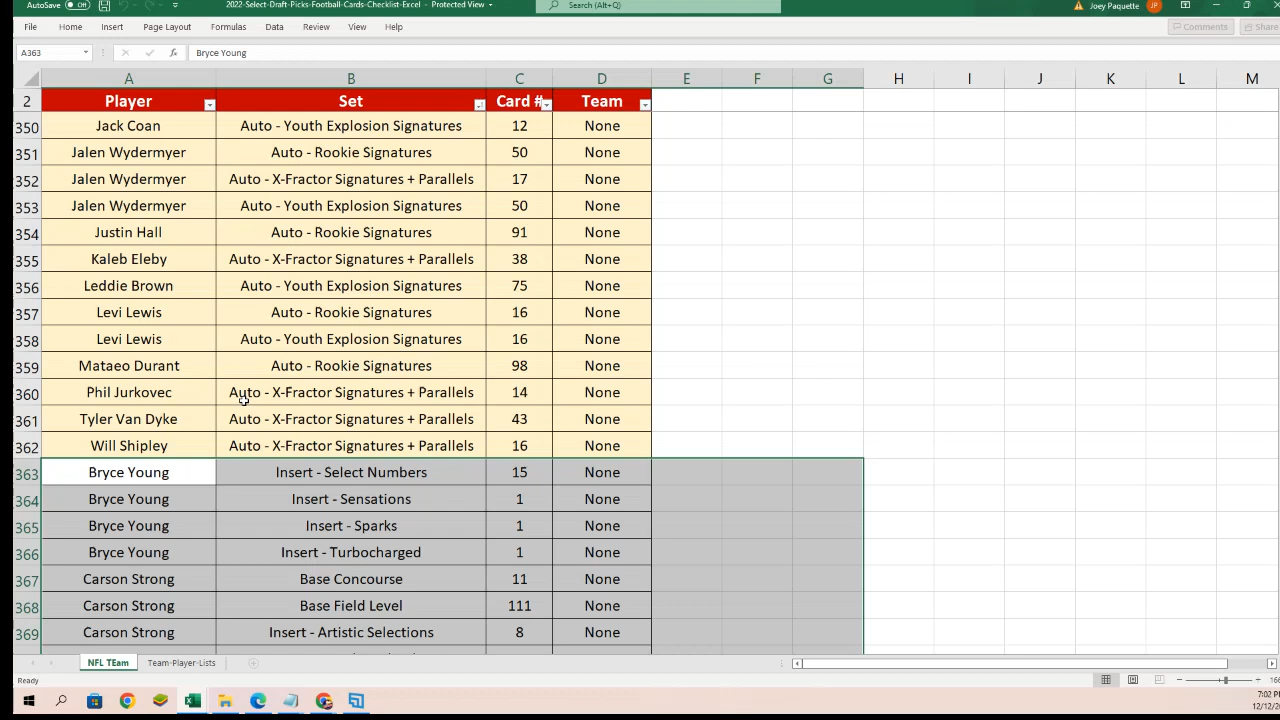 AutoSave Off 2022-Select-Draft-Picks-Football-Cards-Checklist-Excel - Protected View Search (Alt+Q) Joey Paquette JP
File Home Insert Page Layout Formulas Data Review View Help Comments Share
A363 fx Bryce Young
A B C D E F G H I J K L M
2 Player Set Card # Team
350 Jack Coan Auto - Youth Explosion Signatures 12 None
351 Jalen Wydermyer Auto - Rookie Signatures 50 None
352 Jalen Wydermyer Auto - X-Fractor Signatures + Parallels 17 None
353 Jalen Wydermyer Auto - Youth Explosion Signatures 50 None
354 Justin Hall Auto - Rookie Signatures 91 None
355 Kaleb Eleby Auto - X-Fractor Signatures + Parallels 38 None
356 Leddie Brown Auto - Youth Explosion Signatures 75 None
357 Levi Lewis Auto - Rookie Signatures 16 None
358 Levi Lewis Auto - Youth Explosion Signatures 16 None
359 Mataeo Durant Auto - Rookie Signatures 98 None
360 Phil Jurkovec Auto - X-Fractor Signatures + Parallels 14 None
361 Tyler Van Dyke Auto - X-Fractor Signatures + Parallels 43 None
362 Will Shipley Auto - X-Fractor Signatures + Parallels 16 None
363 Bryce Young Insert - Select Numbers 15 None
364 Bryce Young Insert - Sensations 1 None
365 Bryce Young Insert - Sparks 1 None
366 Bryce Young Insert - Turbocharged 1 None
367 Carson Strong Base Concourse 11 None
368 Carson Strong Base Field Level 111 None
369 Carson Strong Insert - Artistic Selections 8 None
NFL TEam Team-Player-Lists
Ready 166
7:02 PM
12/12/20